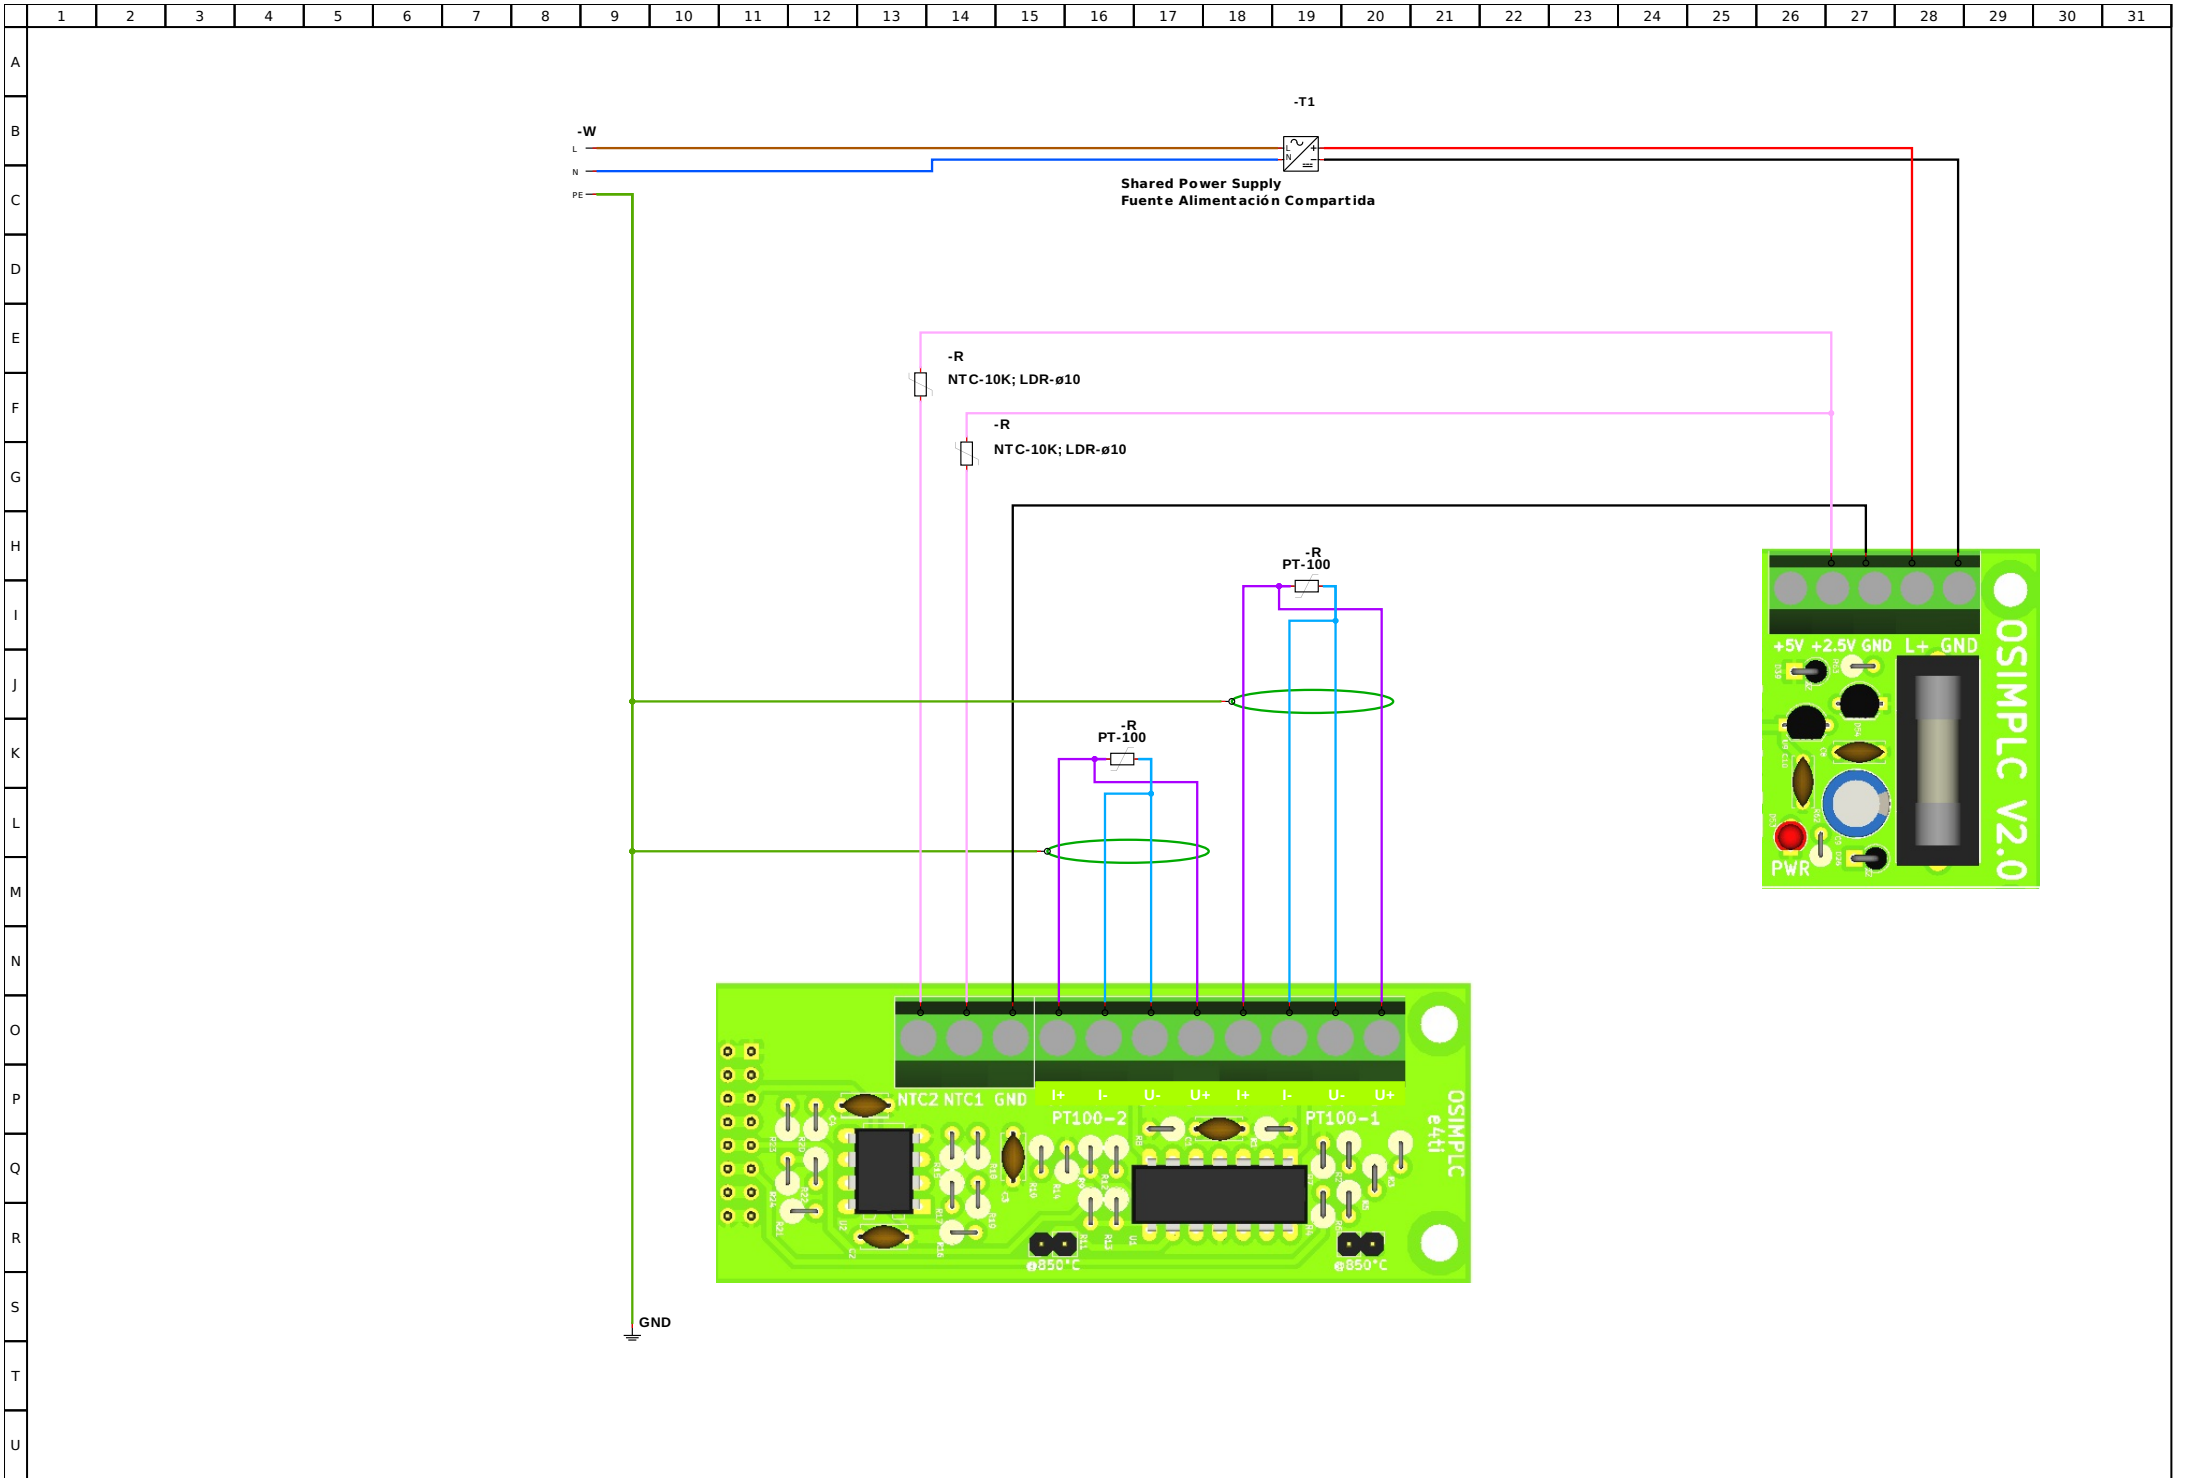 1 2 3 4 5 6 7 8 9 10 11 12 13 14 15 16 17 18 19 20 21 22 23 24 25 26 27 28 29 30 31
A
B
C
D
E
F
G
H
I
J
K
L
M
N
O
P
Q
R
S
T
U
-T1
-W
L
N
PE
L
N
+
Shared Power Supply
Fuente Alimentación Compartida
-R
NTC-10K; LDR-ø10
-R
NTC-10K; LDR-ø10
-R
PT-100
-R
PT-100
+5V +2.5V GND L+ GND
OSIMPLC V2.0
PWR
NTC2 NTC1 GND
I+ I- U- U+ I+ I- U- U+
PT100-2 PT100-1
OSIMPLC
e4ti
@850°C @850°C
GND